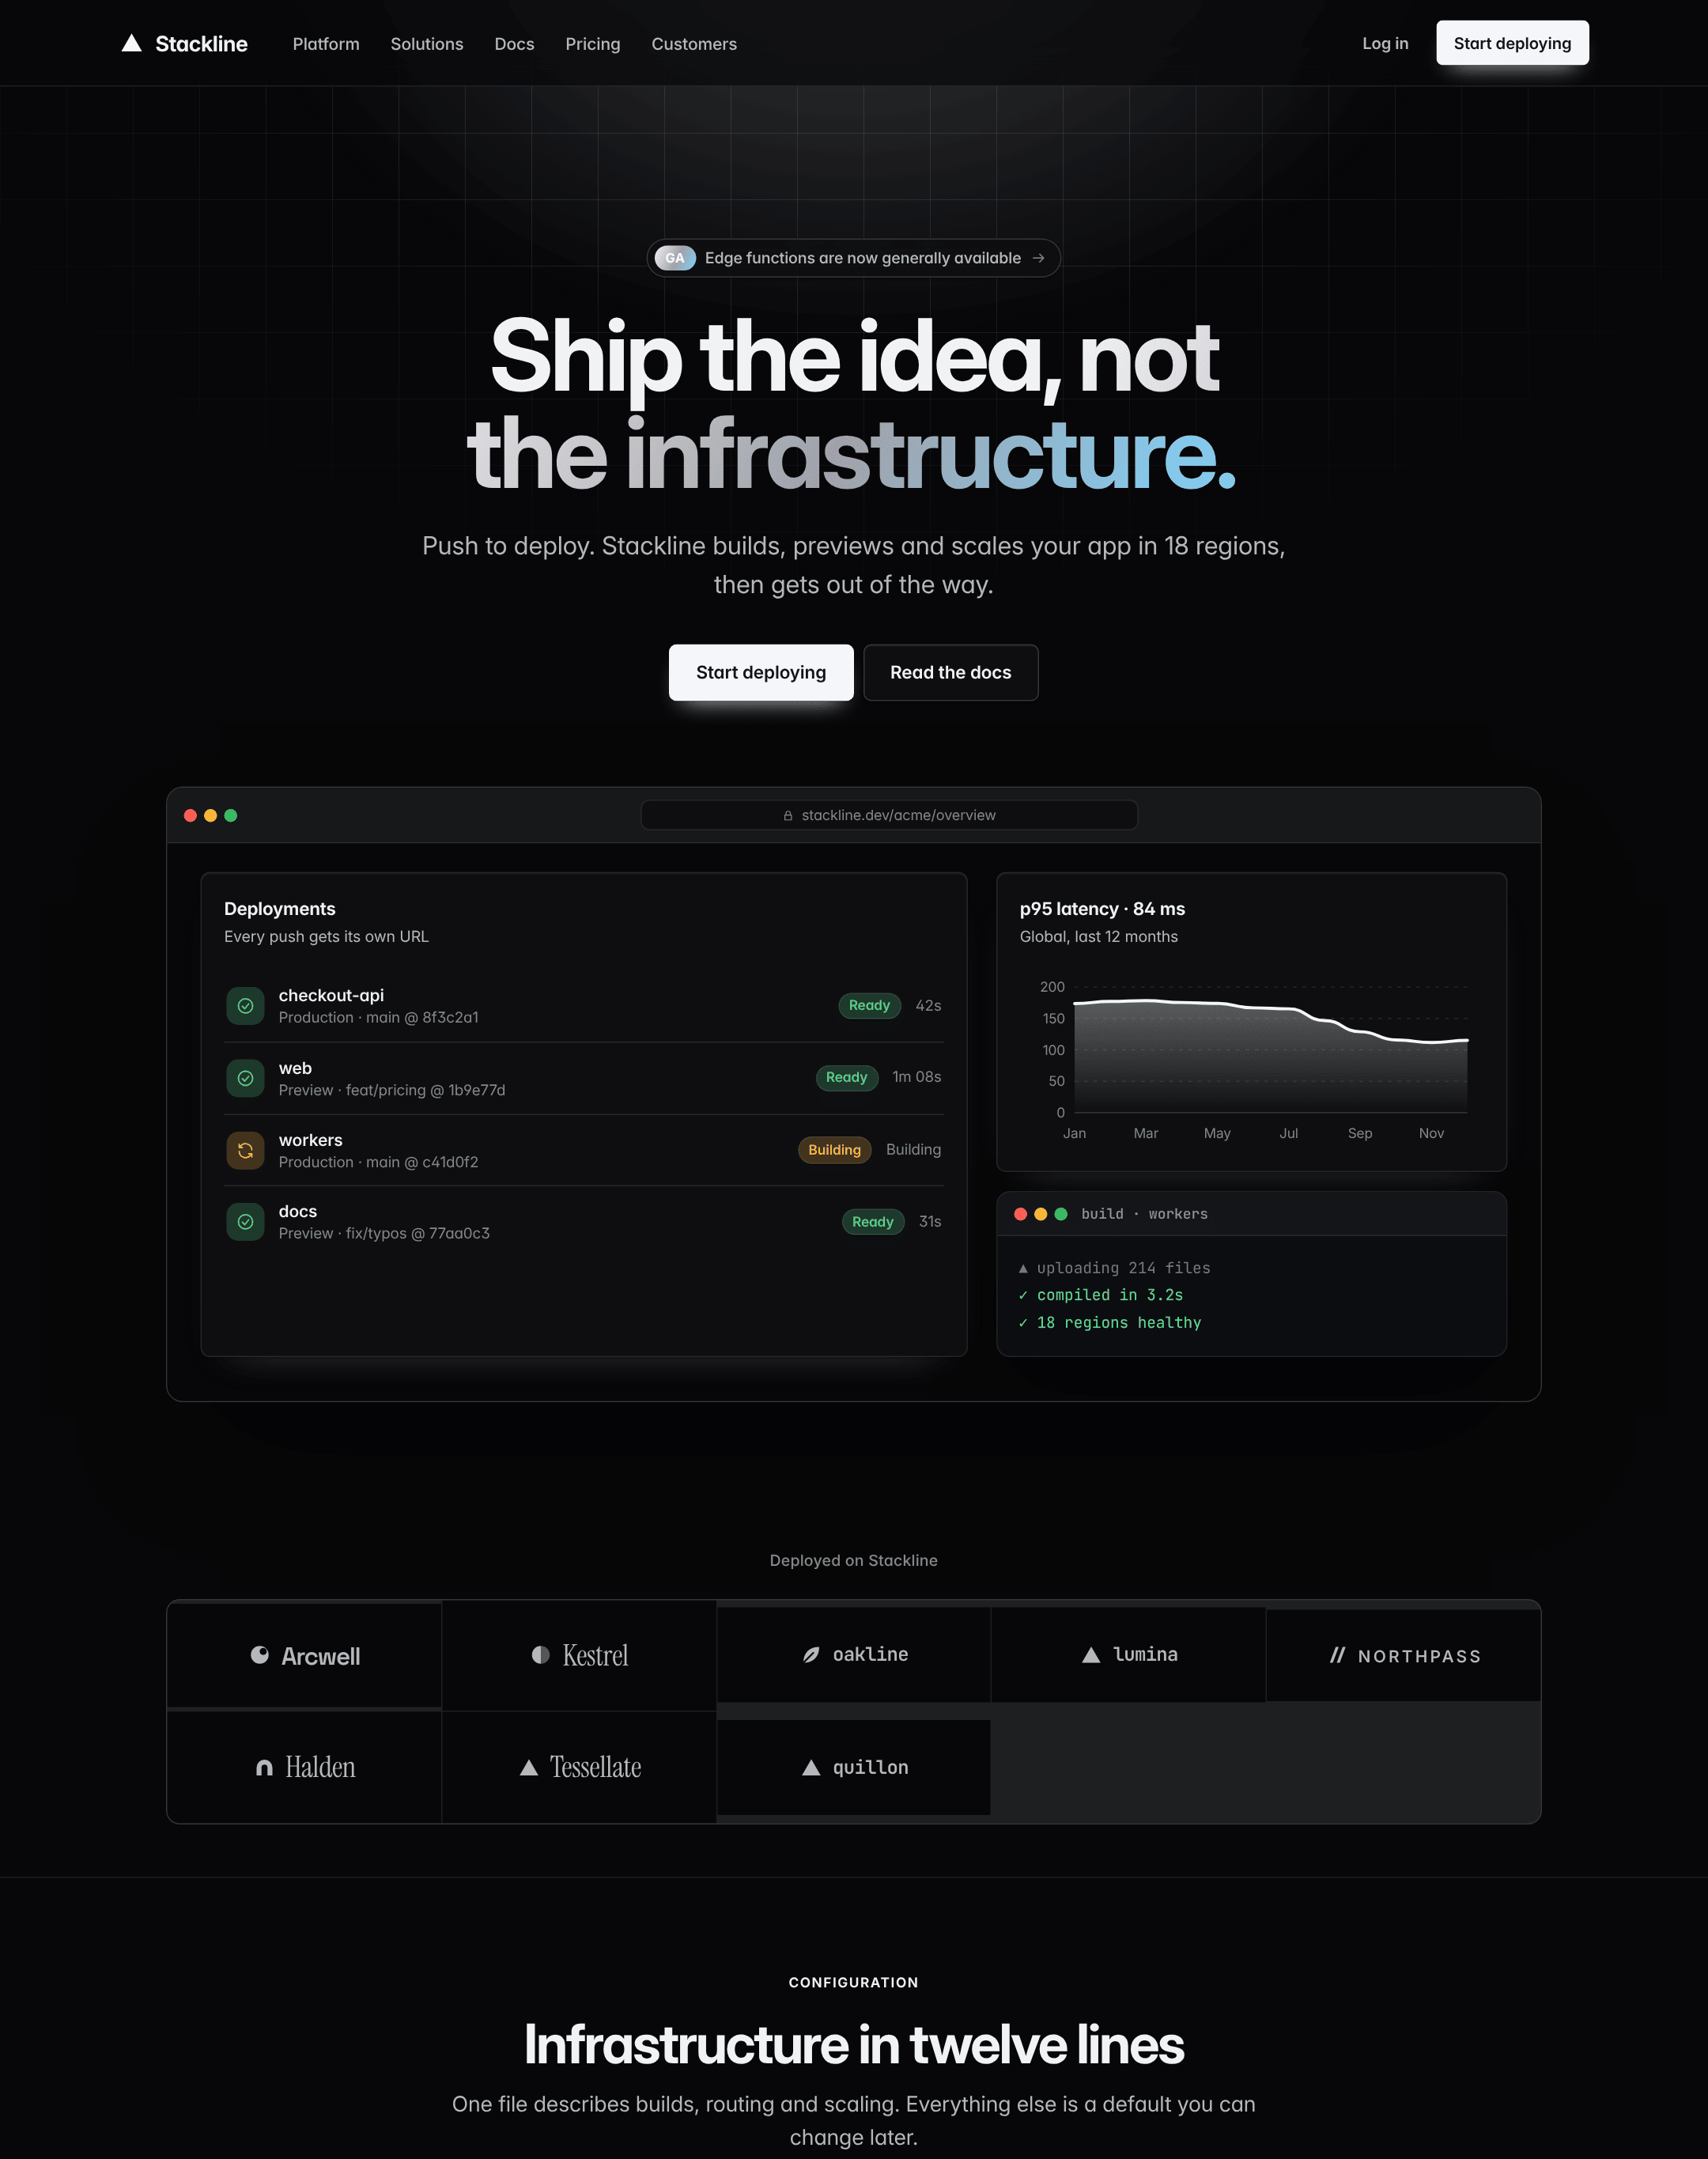 Stackline
Platform
Solutions
Docs
Pricing
Customers
Log in
Start deploying
GA Edge functions are now generally available →
Ship the idea, not
the infrastructure.
Push to deploy. Stackline builds, previews and scales your app in 18 regions,
then gets out of the way.
Start deploying
Read the docs
stackline.dev/acme/overview
Deployments
Every push gets its own URL
checkout-api
Production · main @ 8f3c2a1
Ready
42s
web
Preview · feat/pricing @ 1b9e77d
Ready
1m 08s
workers
Production · main @ c41d0f2
Building
Building
docs
Preview · fix/typos @ 77aa0c3
Ready
31s
p95 latency · 84 ms
Global, last 12 months
200
150
100
50
0
Jan
Mar
May
Jul
Sep
Nov
build · workers
▲ uploading 214 files
✓ compiled in 3.2s
✓ 18 regions healthy
Deployed on Stackline
Arcwell
Kestrel
oakline
lumina
NORTHPASS
Halden
Tessellate
quillon
CONFIGURATION
Infrastructure in twelve lines
One file describes builds, routing and scaling. Everything else is a default you can
change later.